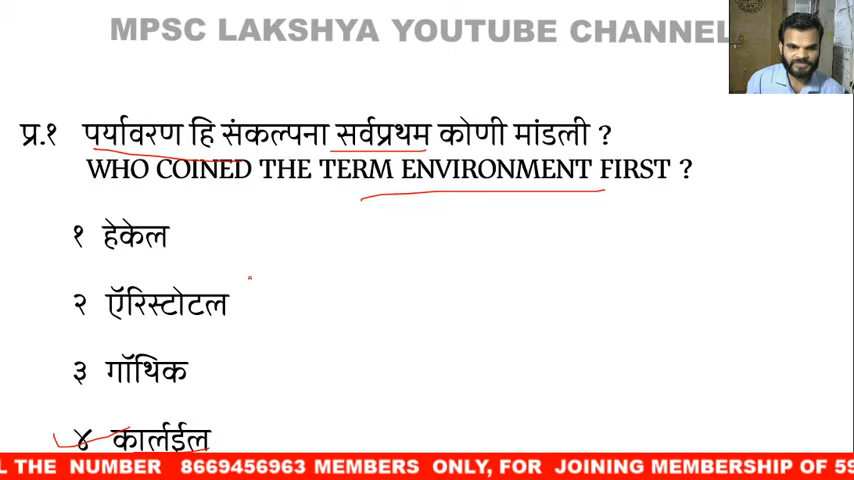 MPSC LAKSHYA YOUTUBE CHANNEL
प्र.१ पर्यावरण हि संकल्पना सर्वप्रथम कोणी मांडली ?
WHO COINED THE TERM ENVIRONMENT FIRST ?
१ हेकेल
२ ऍरिस्टोटल
३ गॉथिक
४ कार्लईल
L THE NUMBER 8669456963 MEMBERS ONLY, FOR JOINING MEMBERSHIP OF 59